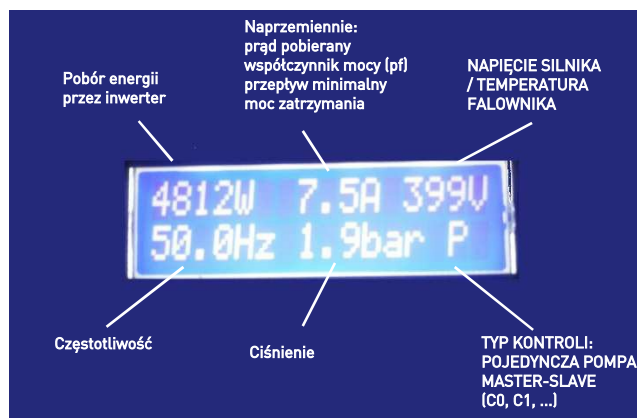 Naprzemiennie:
prąd pobierany
współczynnik mocy (pf)
przepływ minimalny
moc zatrzymania
Pobór energii
przez inwerter
NAPIĘCIE SILNIKA
/ TEMPERATURA
FALOWNIKA
4812W 7.5A 399V
50.0Hz 1.9bar P
Częstotliwość
Ciśnienie
TYP KONTROLI:
POJEDYNCZA POMPA
MASTER-SLAVE
(C0, C1, ...)